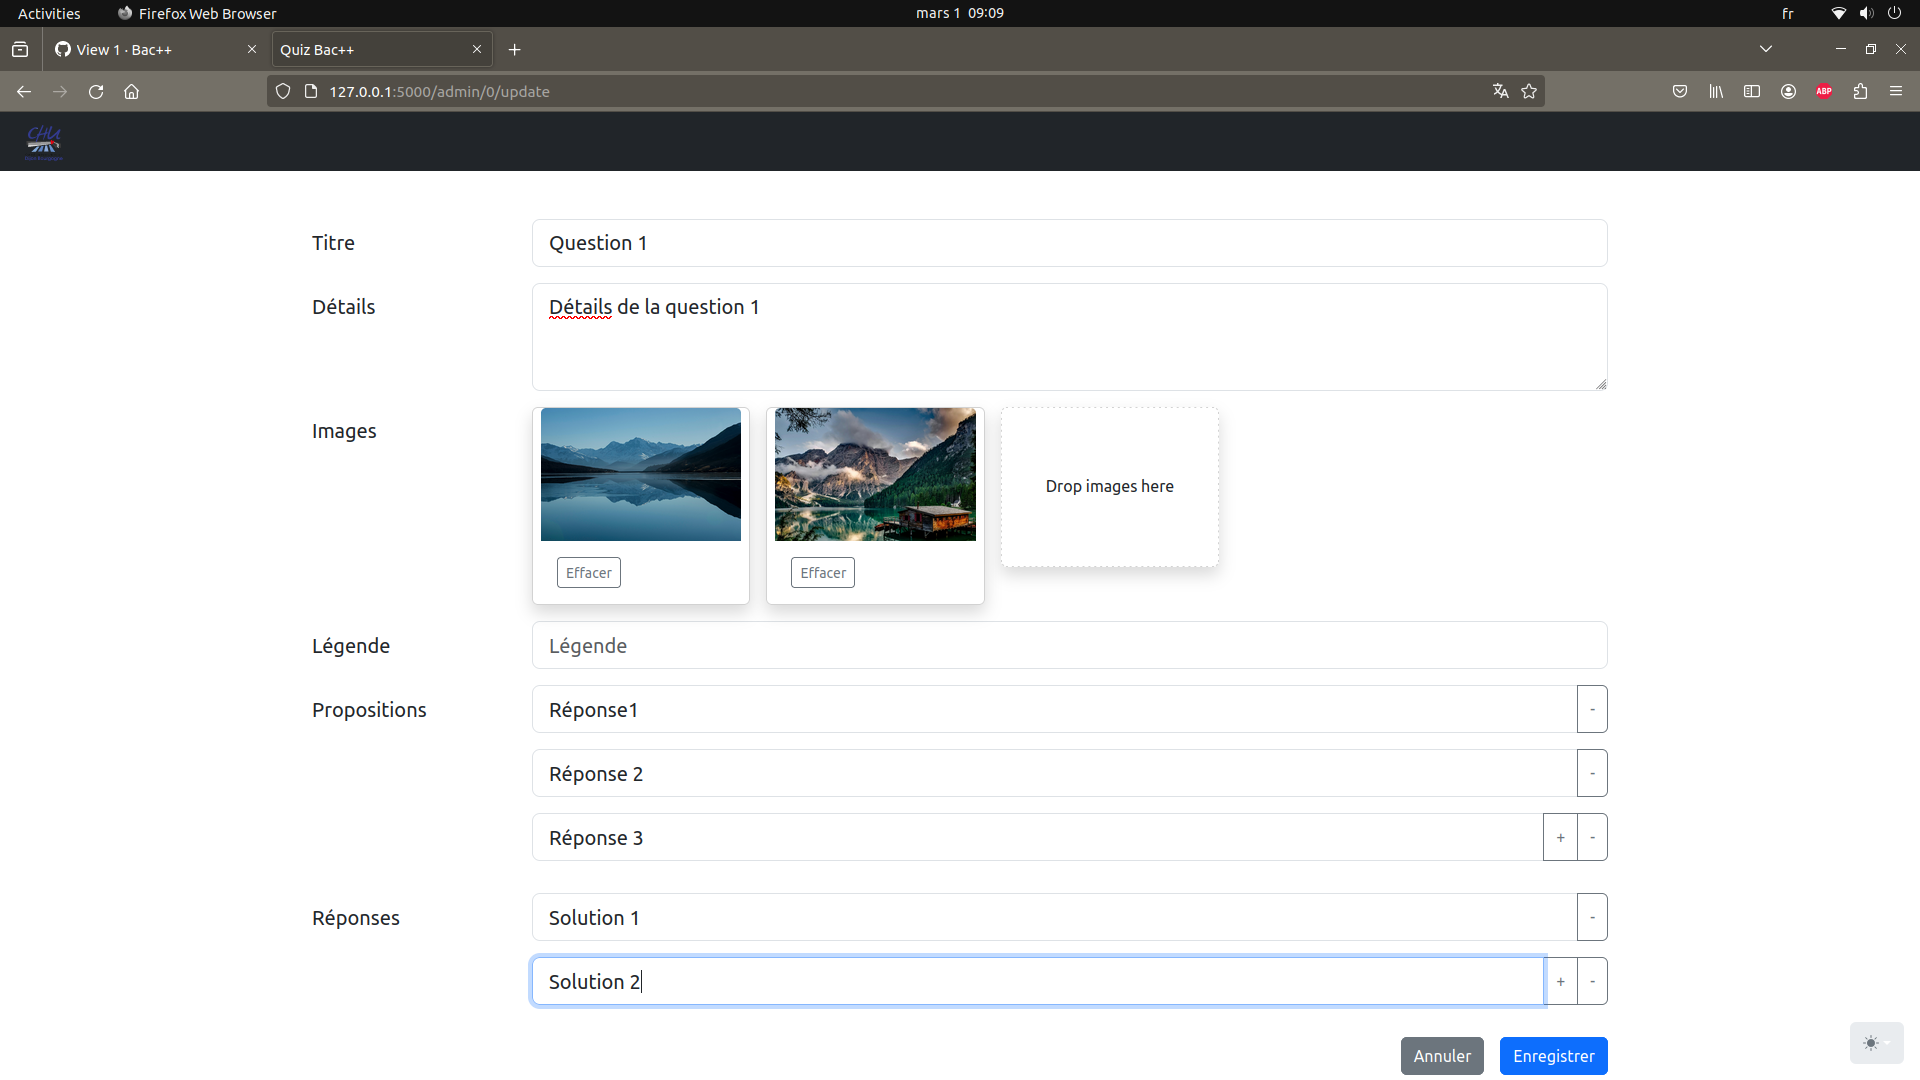 Activities Firefox Web Browser mars 1 09:09 fr
View 1 · Bac++ Quiz Bac++
127.0.0.1:5000/admin/0/update ABP
CHU
Titre Question 1
Détails Détails de la question 1
Images Drop images here
Effacer Effacer
Légende Légende
Propositions Réponse1 -
Réponse 2 -
Réponse 3 + -
Réponses Solution 1 -
Solution 2 + -
Annuler Enregistrer